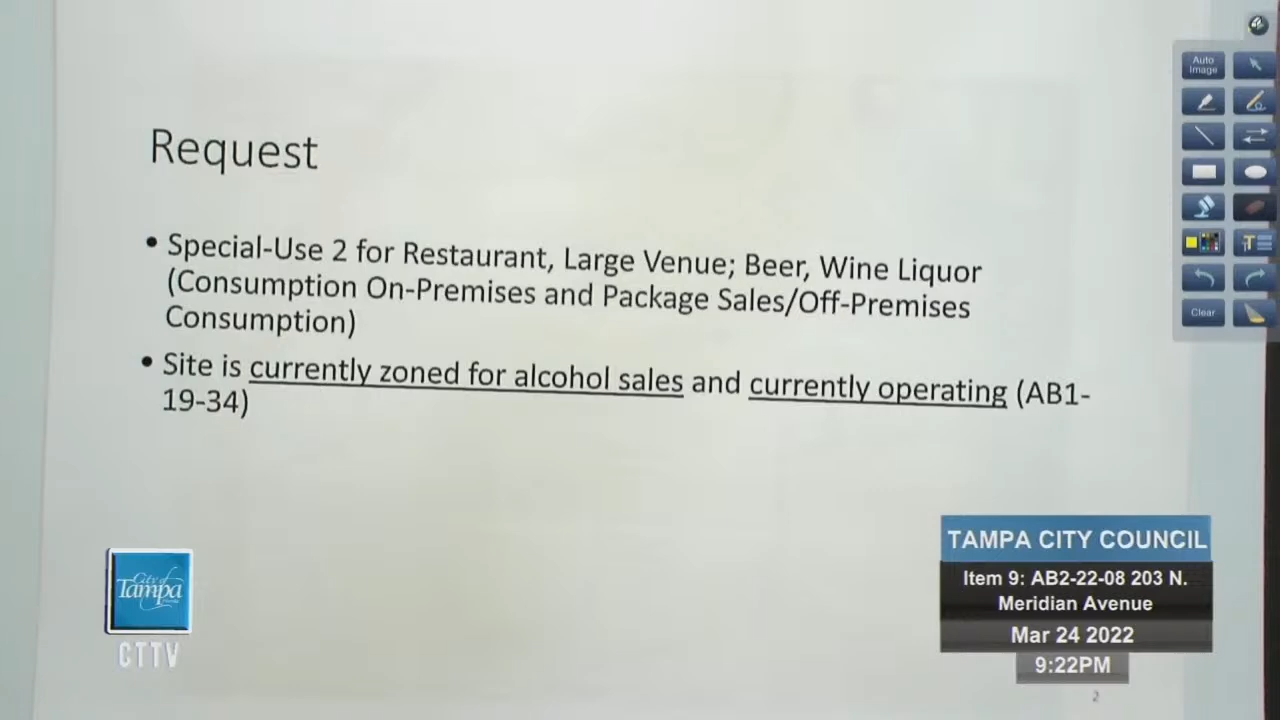 Request
• Special-Use 2 for Restaurant, Large Venue; Beer, Wine Liquor
(Consumption On-Premises and Package Sales/Off-Premises
Consumption)
• Site is currently zoned for alcohol sales and currently operating (AB1-
19-34)
Auto
Image
T
Clear
City of
Tampa
CTTV
TAMPA CITY COUNCIL
Item 9: AB2-22-08 203 N.
Meridian Avenue
Mar 24 2022
9:22PM
2